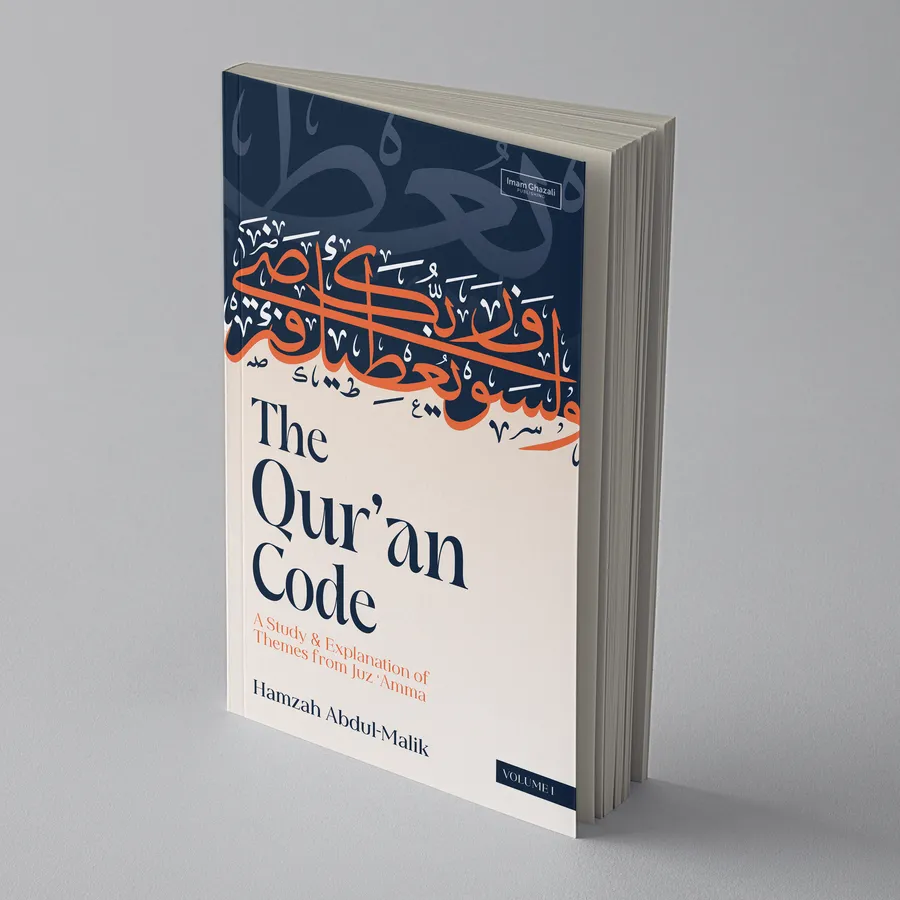 Imam Ghazali
PUBLISHING
ولسوف يعطيك ربك فترضى
The
Qur'an
Code
A Study & Explanation of
Themes from Juz 'Amma
Hamzah Abdul-Malik
VOLUME I